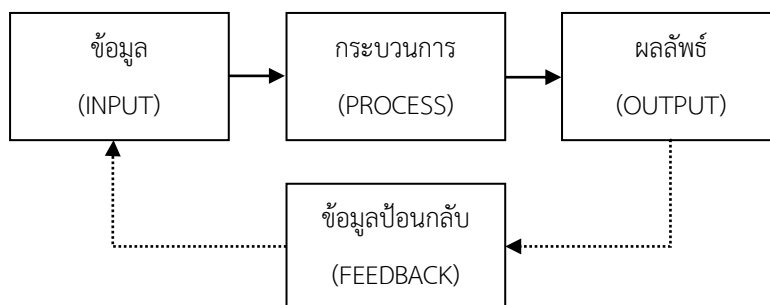 ข้อมูล
(INPUT)
กระบวนการ
(PROCESS)
ผลลัพธ์
(OUTPUT)
ข้อมูลป้อนกลับ
(FEEDBACK)